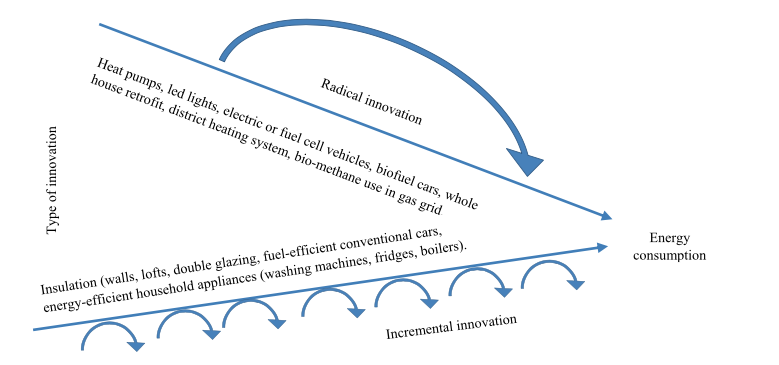 Radical innovation
Heat pumps, led lights, electric or fuel cell vehicles, biofuel cars, whole
house retrofit, district heating system, bio-methane use in gas grid
Type of innovation
Energy
consumption
Insulation (walls, lofts, double glazing, fuel-efficient conventional cars,
energy-efficient household appliances (washing machines, fridges, boilers).
Incremental innovation